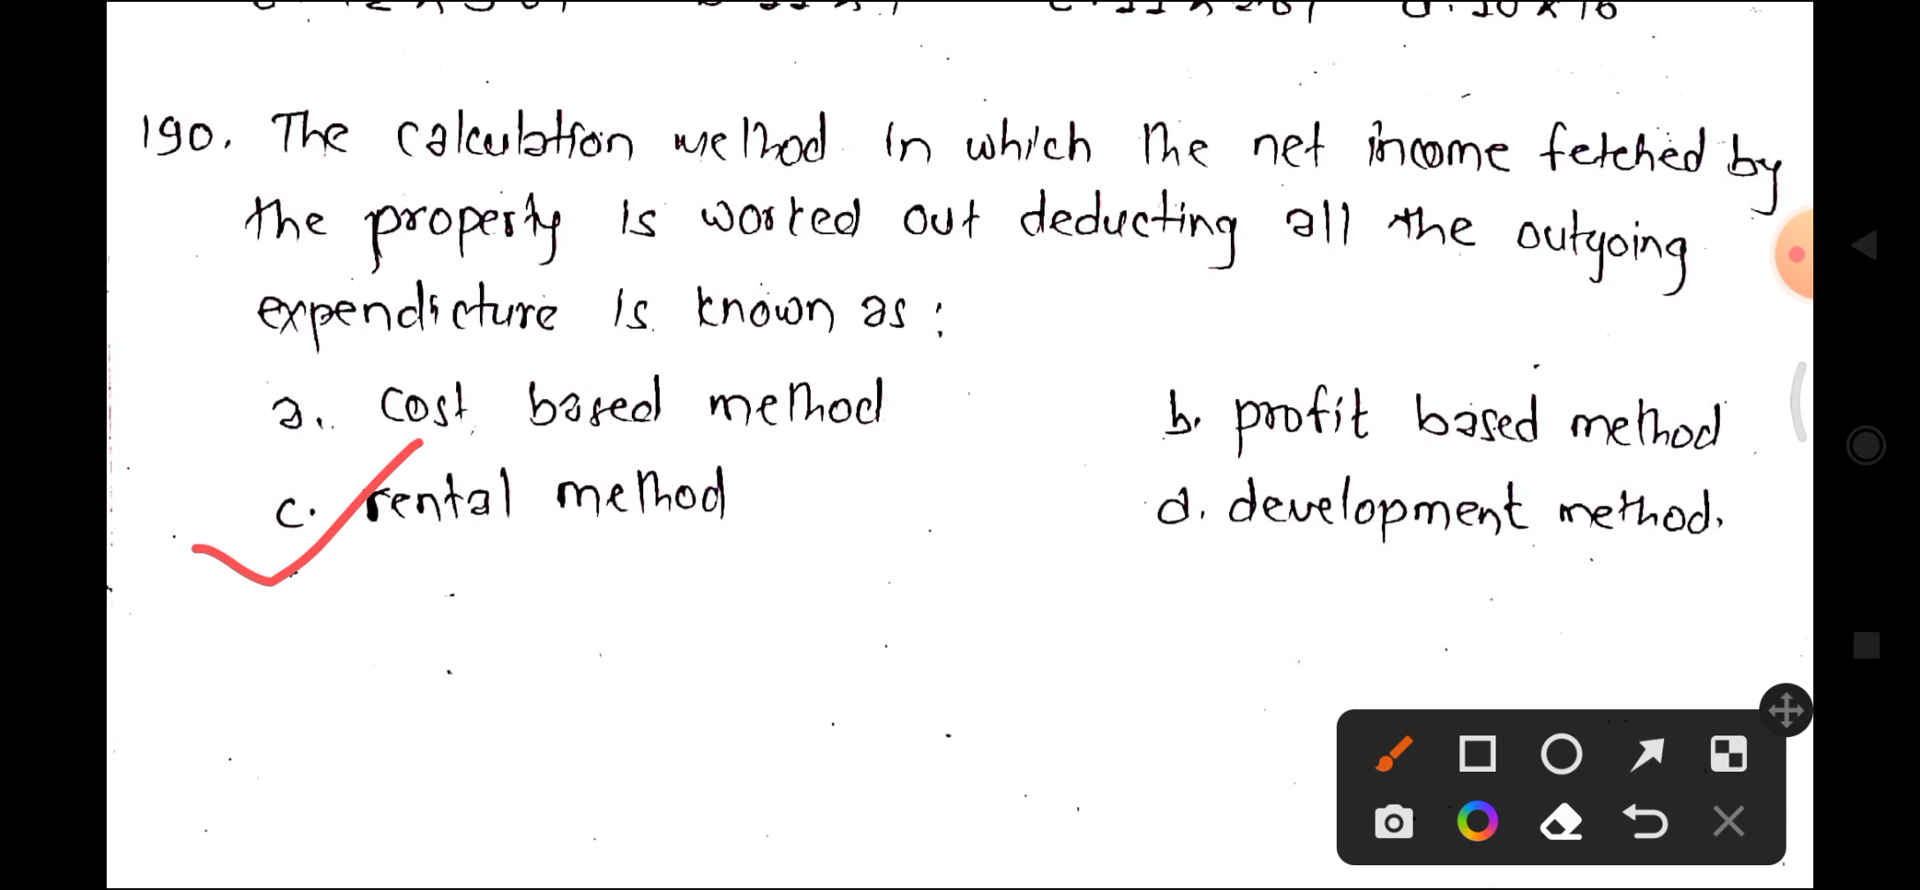 190. The calculation method in which the net income fetched by
the property is worked out deducting all the outgoing
expendicture is known as :
a. cost based method
b. profit based method
c. rental method
d. development method.